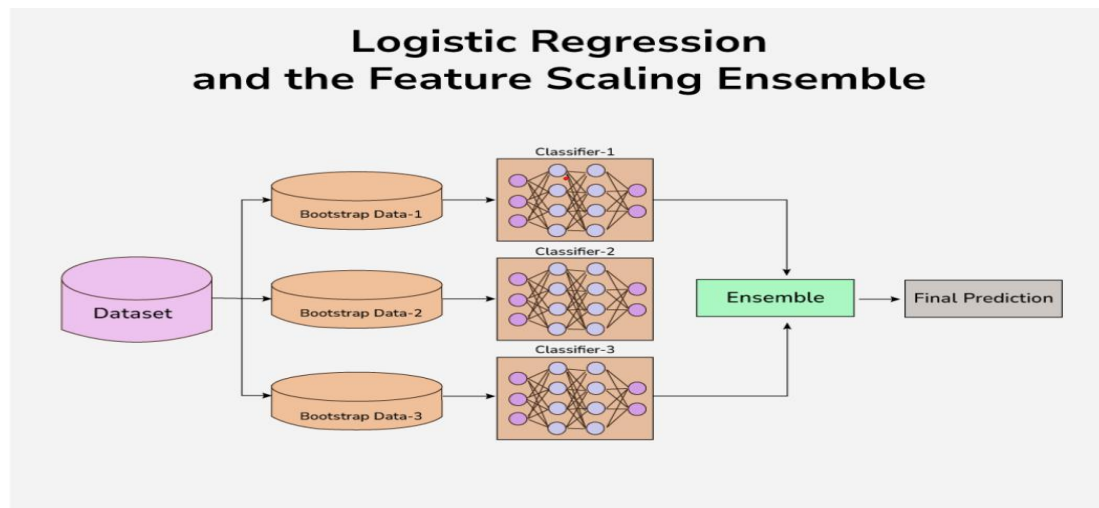 Logistic Regression
and the Feature Scaling Ensemble
Classifier-1
Bootstrap Data-1
Classifier-2
Dataset
Bootstrap Data-2
Ensemble
Final Prediction
Classifier-3
Bootstrap Data-3